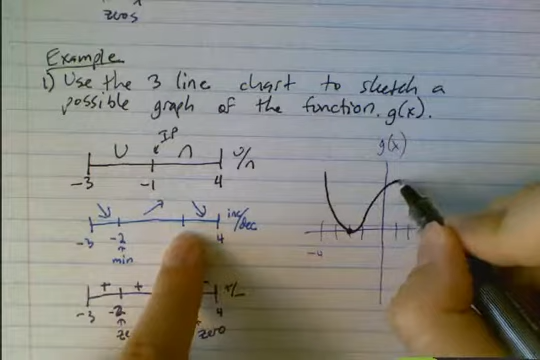 zeros
Example
1) Use the 3 line chart to sketch a
possible graph of the function, g(x).
IP
∪ ∩ ∪/∩
-3 -1 4
g(x)
↘ ↗ ↘ inc/dec
-3 -2 4
min
-4
+ + +/-
-3 -2 4
zero